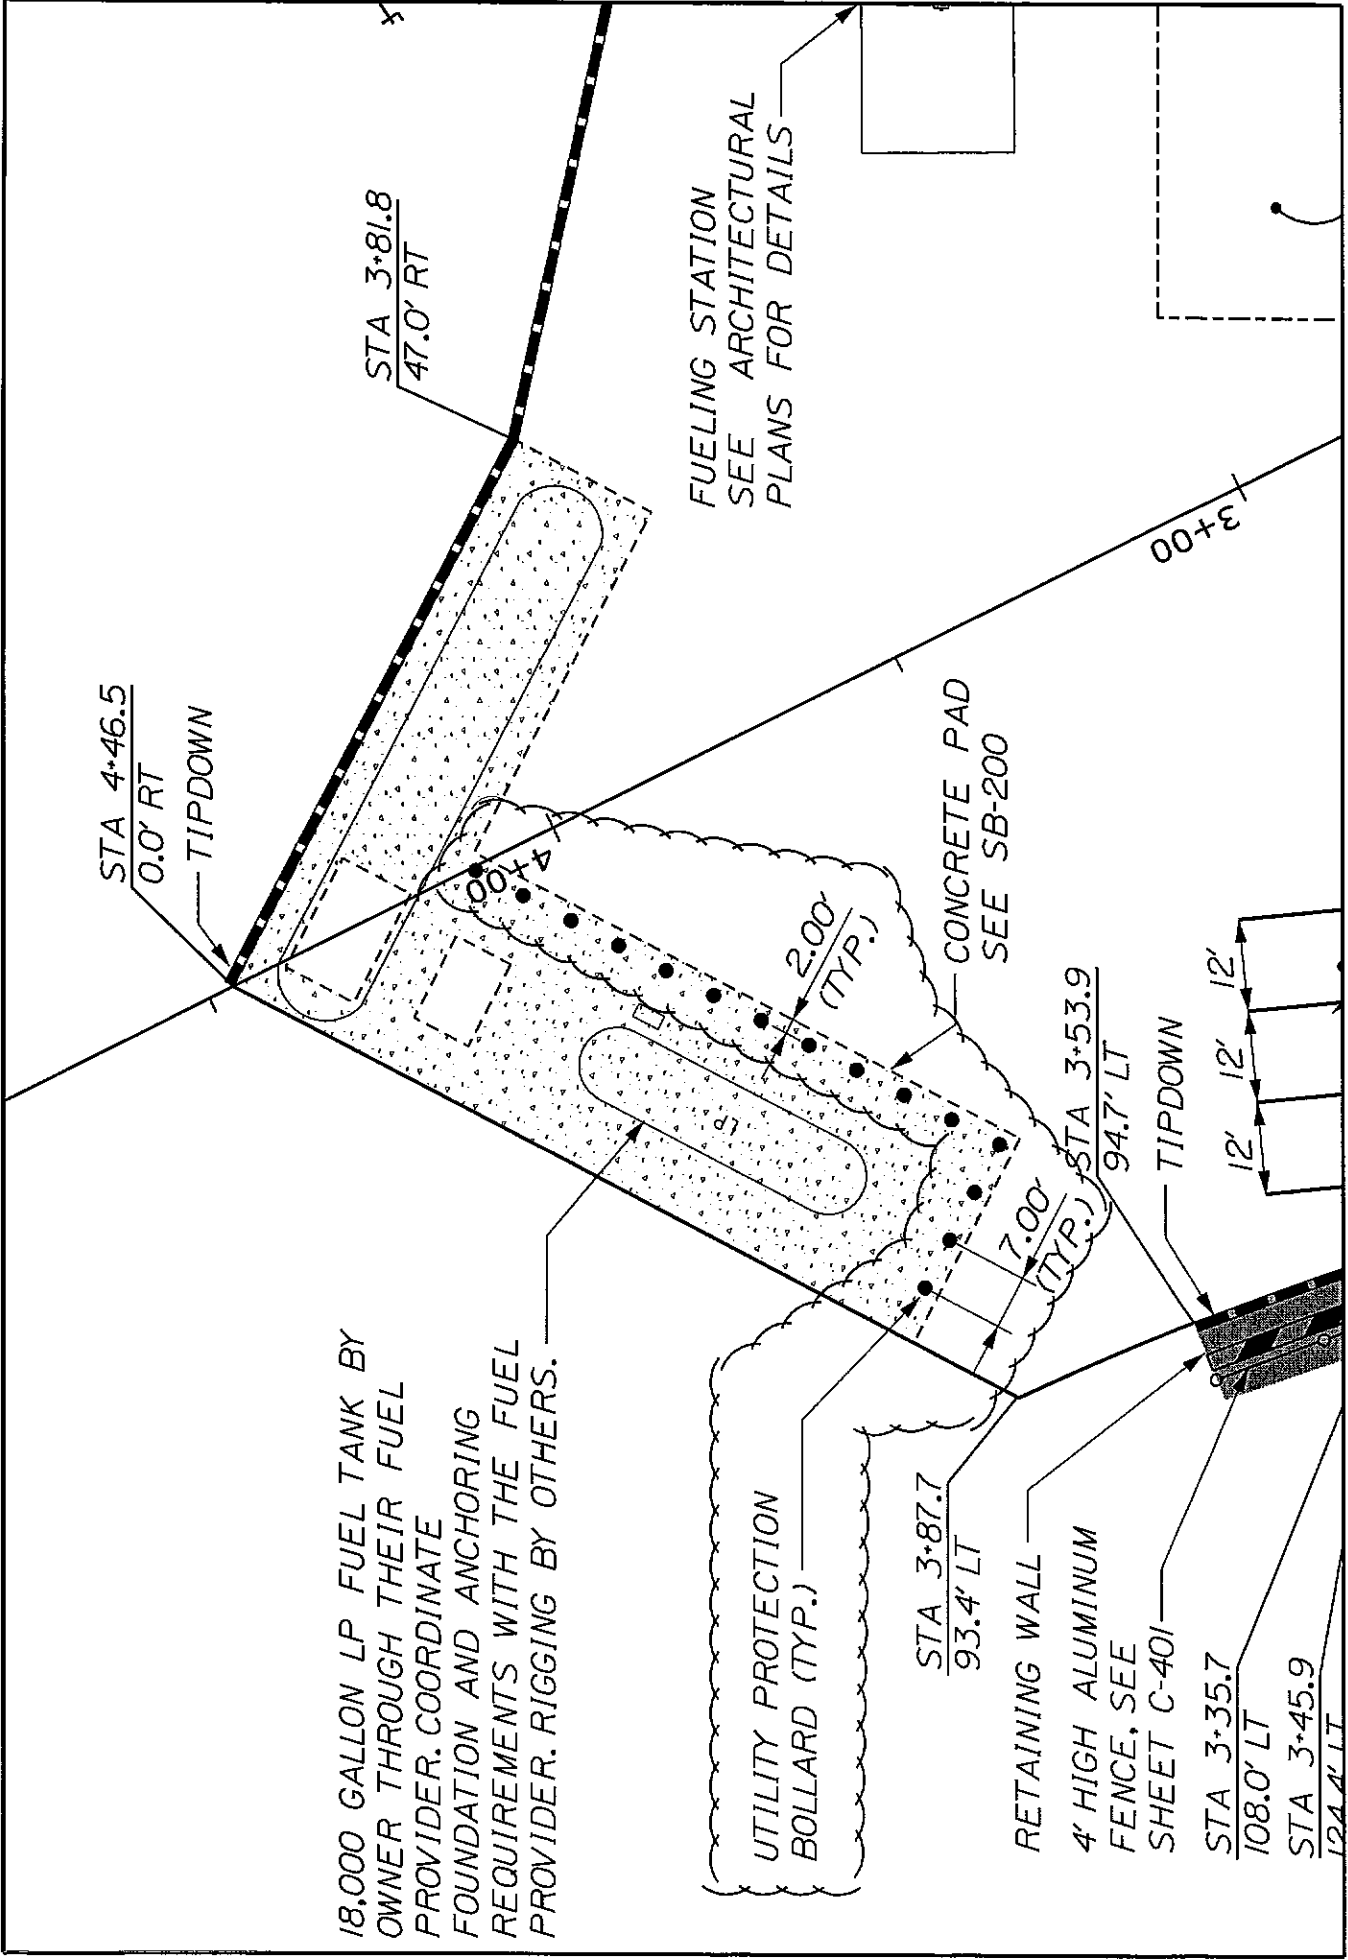 18,000 GALLON LP FUEL TANK BY
OWNER THROUGH THEIR FUEL
PROVIDER. COORDINATE
FOUNDATION AND ANCHORING
REQUIREMENTS WITH THE FUEL
PROVIDER. RIGGING BY OTHERS.
STA 4+46.5
0.0' RT
TIPDOWN
STA 3+81.8
47.0' RT
4
FUELING STATION
SEE ARCHITECTURAL
PLANS FOR DETAILS
4+00
3+00
LP
2.00'
(TYP.)
CONCRETE PAD
SEE SB-200
7.00'
(TYP.)
UTILITY PROTECTION
BOLLARD (TYP.)
STA 3+53.9
94.7' LT
TIPDOWN
STA 3+87.7
93.4' LT
RETAINING WALL
4' HIGH ALUMINUM
FENCE, SEE
SHEET C-401
12'
12'
12'
STA 3+35.7
108.0' LT
STA 3+45.9
124.4' LT